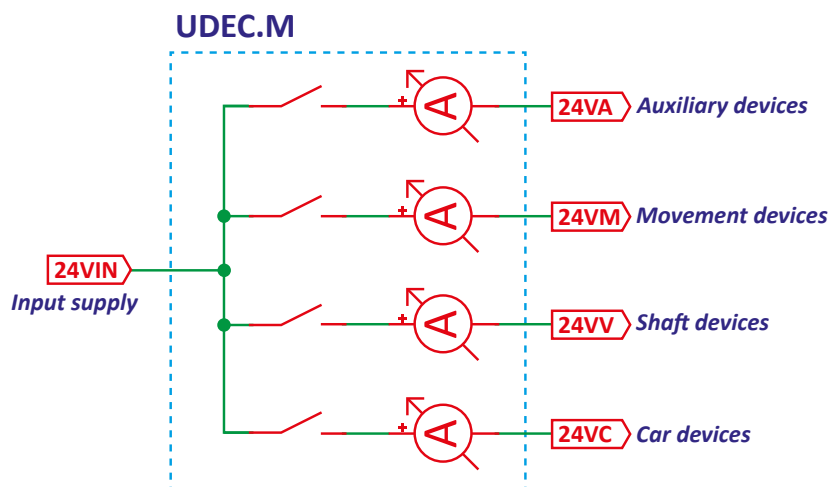 UDEC.M
+ A 24VA Auxiliary devices
+ A 24VM Movement devices
24VIN
Input supply
+ A 24VV Shaft devices
+ A 24VC Car devices